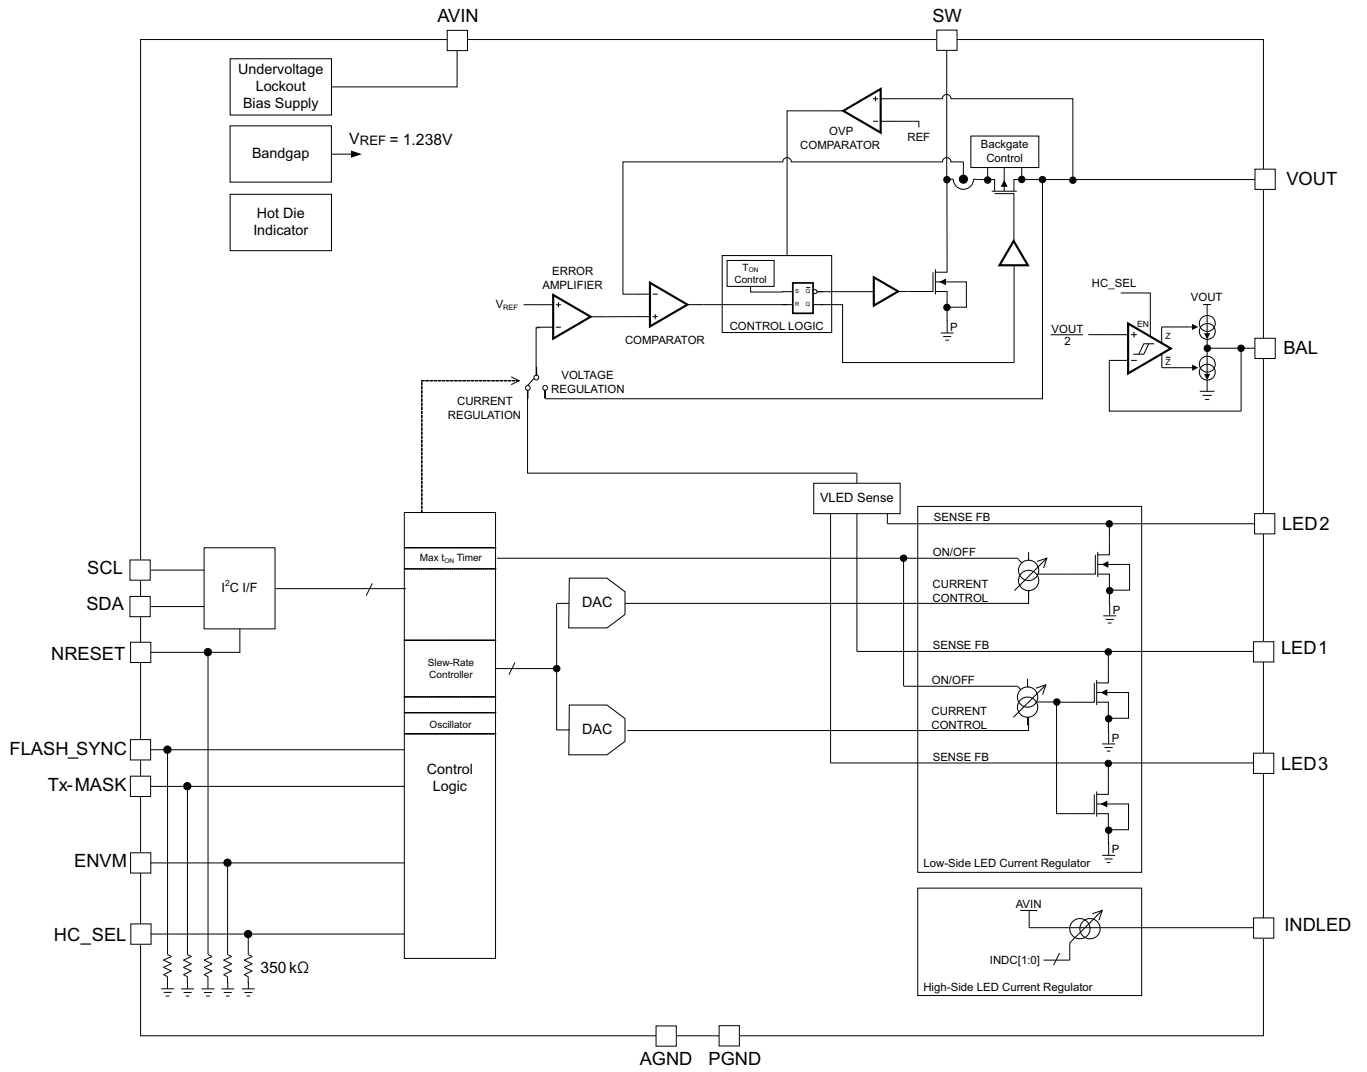 AVIN
SW
Undervoltage
Lockout
Bias Supply
Bandgap
VREF = 1.238V
Hot Die
Indicator
+
−
OVP
COMPARATOR
REF
Backgate
Control
VOUT
ERROR
AMPLIFIER
VREF
+
−
−
+
COMPARATOR
TON
Control
S
Q̅
R
Q
CONTROL LOGIC
P
HC_SEL
EN
VOUT
VOUT
2
+
−
Z
Z̅
BAL
VOLTAGE
REGULATION
CURRENT
REGULATION
VLED Sense
SENSE FB
LED2
ON/OFF
CURRENT
CONTROL
P
SENSE FB
LED1
ON/OFF
CURRENT
CONTROL
P
SENSE FB
LED3
P
Low-Side LED Current Regulator
SCL
SDA
I²C I/F
NRESET
FLASH_SYNC
Tx-MASK
ENVM
HC_SEL
350 kΩ
Max tON Timer
Slew-Rate
Controller
Oscillator
Control
Logic
DAC
DAC
AVIN
INDC[1:0]
INDLED
High-Side LED Current Regulator
AGND
PGND